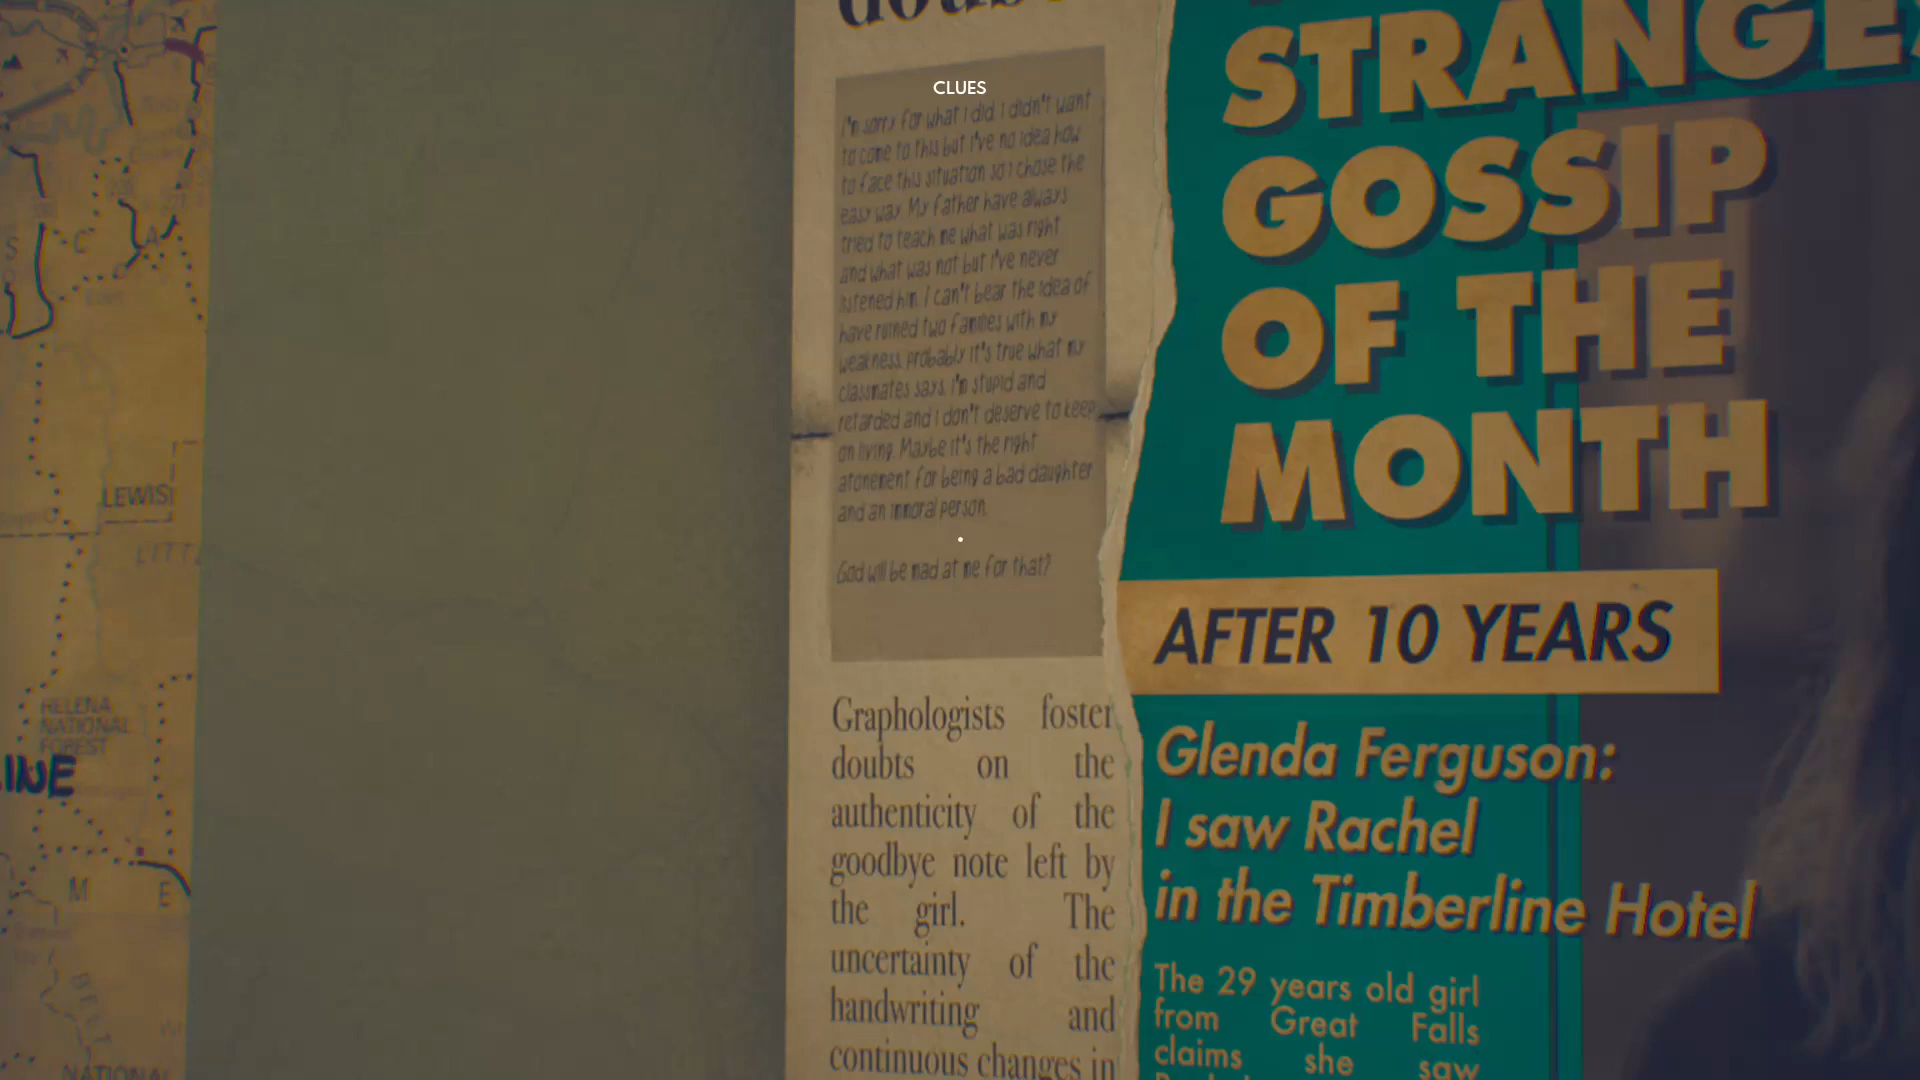 CLUES
I'm sorry for what I did. I didn't want
to come to this but I've no idea how
to face this situation so I chose the
easy way. My father have always
tried to teach me what was right
and what was not but I've never
listened him. I can't bear the idea of
have ruined two families with my
weakness. probably it's true what my
classmates says. I'm stupid and
retarded and I don't deserve to keep
on living. Maybe it's the right
atonement for being a bad daughter
and an immoral person.
God will be mad at me for that?
Graphologists foster
doubts on the
authenticity of the
goodbye note left by
the girl. The
uncertainty of the
handwriting and
continuous changes in
STRANGE
GOSSIP
OF THE
MONTH
AFTER 10 YEARS
Glenda Ferguson:
I saw Rachel
in the Timberline Hotel
The 29 years old girl
from Great Falls
claims she saw
S C A
LEWIS
LITTL
HELENA
NATIONAL
FOREST
INE
M E
BELT
NATIONAL